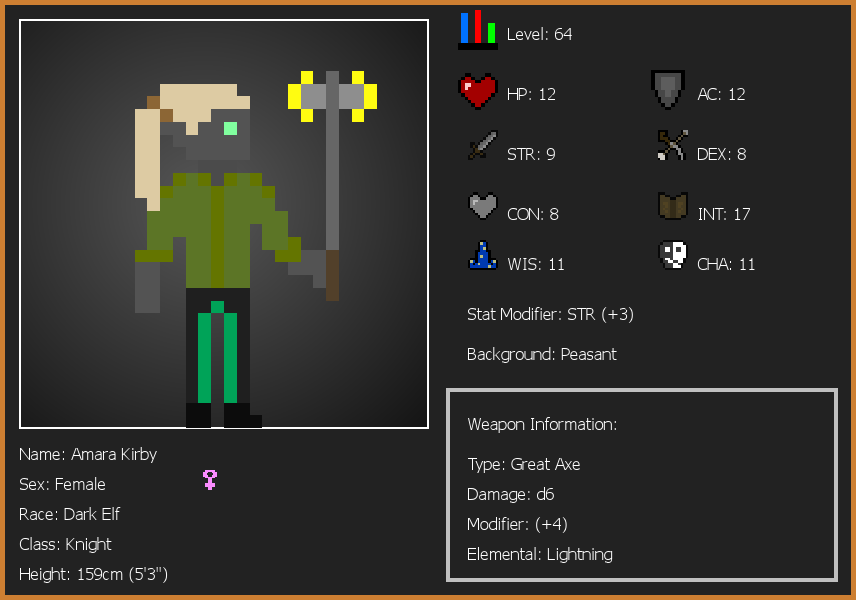 Level: 64
HP: 12
AC: 12
STR: 9
DEX: 8
CON: 8
INT: 17
WIS: 11
CHA: 11
Stat Modifier: STR (+3)
Background: Peasant
Weapon Information:
Type: Great Axe
Damage: d6
Modifier: (+4)
Elemental: Lightning
Name: Amara Kirby
Sex: Female
Race: Dark Elf
Class: Knight
Height: 159cm (5'3")